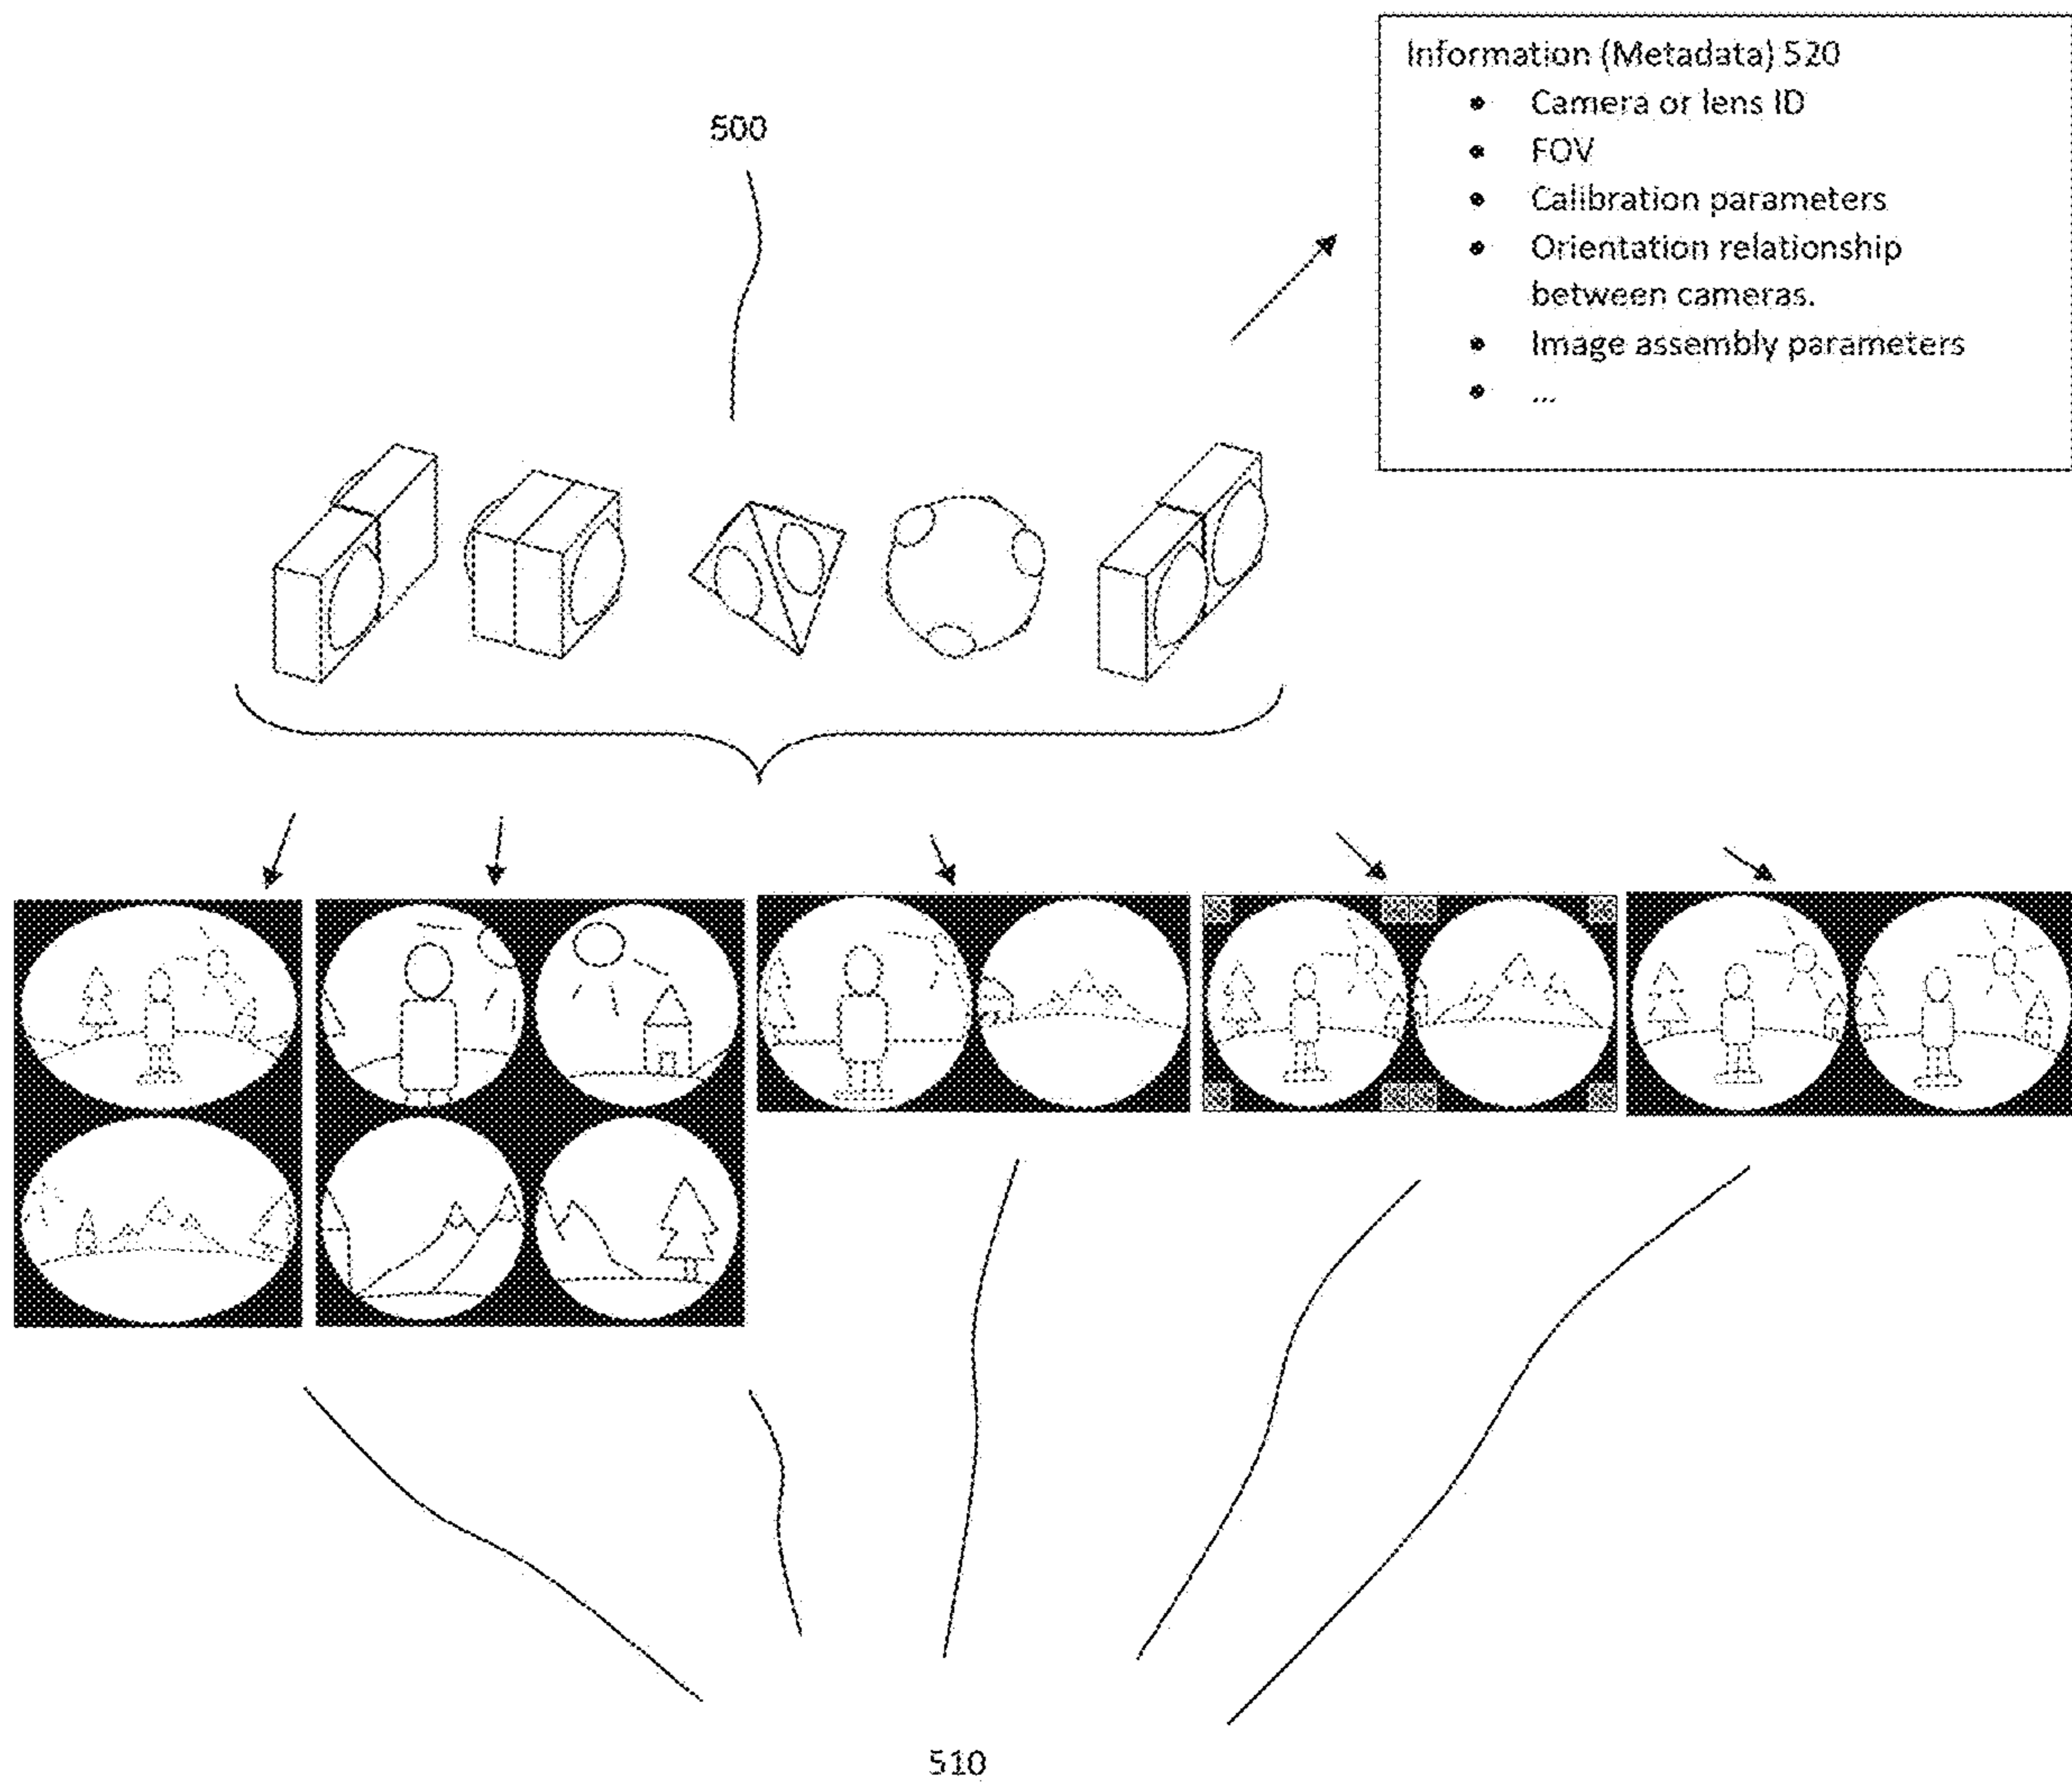 Information (Metadata) 520
• Camera or lens ID
• FOV
• Calibration parameters
• Orientation relationship
between cameras.
• Image assembly parameters
• ...
500
510